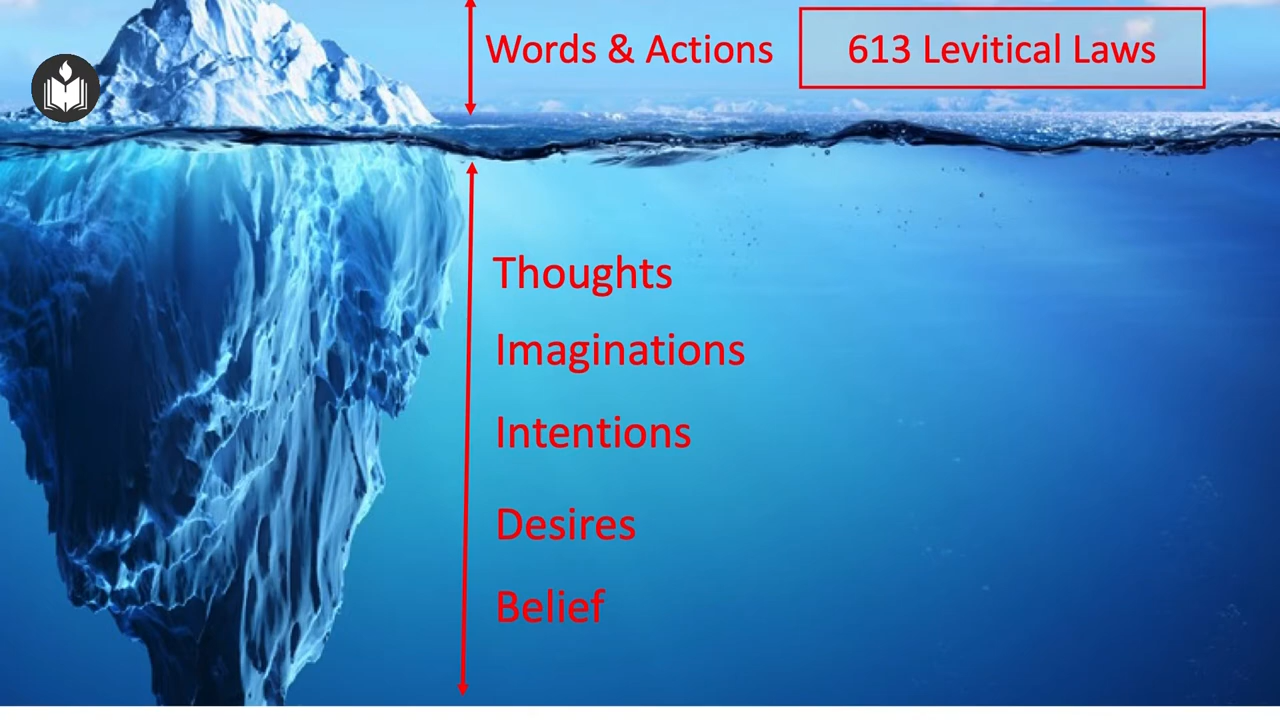 Words & Actions
613 Levitical Laws
Thoughts
Imaginations
Intentions
Desires
Belief